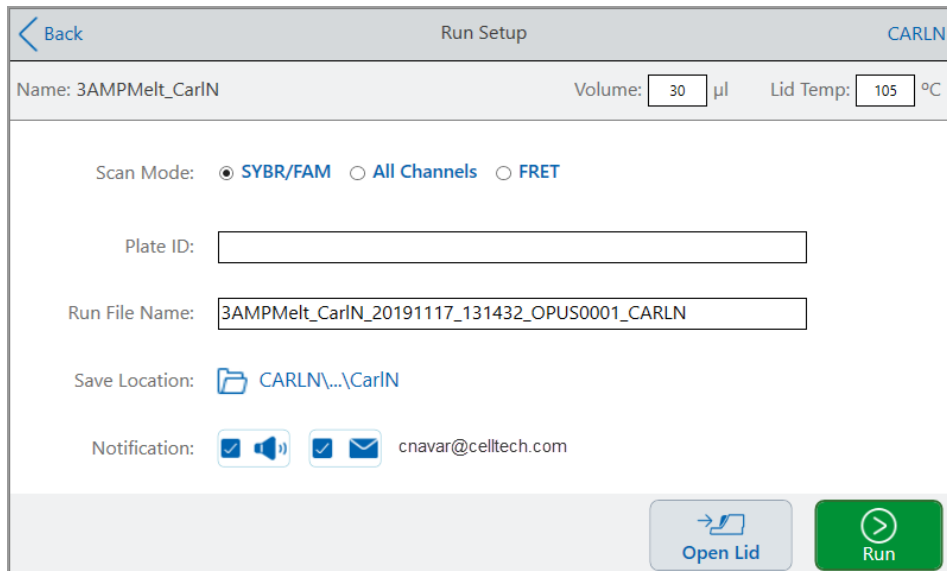 Back Run Setup CARLN
Name: 3AMPMelt_CarlN Volume: 30 µl Lid Temp: 105 ºC
Scan Mode: SYBR/FAM All Channels FRET
Plate ID:
Run File Name: 3AMPMelt_CarlN_20191117_131432_OPUS0001_CARLN
Save Location: CARLN\...\CarlN
Notification: cnavar@celltech.com
Open Lid Run